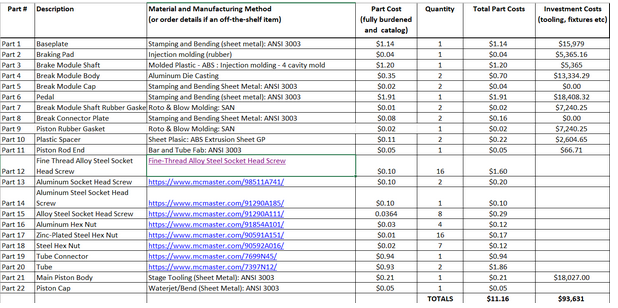 Part # Description Material and Manufacturing Method Part Cost Quantity Total Part Costs Investment Costs
(or order details if an off-the-shelf item) (fully burdened (tooling, fixtures etc)
and catalog)
Part 1 Baseplate Stamping and Bending (sheet metal): ANSI 3003 $1.14 1 $1.14 $15,979
Part 2 Braking Pad Injection molding (rubber) $0.04 1 $0.04 $5,365.16
Part 3 Brake Module Shaft Molded Plastic - ABS : Injection molding - 4 cavity mold $1.20 1 $1.20 $5,365
Part 4 Break Module Body Aluminum Die Casting $0.35 2 $0.70 $13,334.29
Part 5 Break Module Cap Stamping and Bending Sheet Metal: ANSI 3003 $0.02 2 $0.04 $0.00
Part 6 Pedal Stamping and Bending (sheet metal): ANSI 3003 $1.91 1 $1.91 $18,408.32
Part 7 Break Module Shaft Rubber Gaske Roto & Blow Molding: SAN $0.01 2 $0.02 $7,240.25
Part 8 Break Connector Plate Stamping and Bending Sheet Metal: ANSI 3003 $0.08 2 $0.16 $0.00
Part 9 Piston Rubber Gasket Roto & Blow Molding: SAN $0.02 1 $0.02 $7,240.25
Part 10 Plastic Spacer Sheet Plasic: ABS Extrusion Sheet GP $0.11 2 $0.22 $2,604.65
Part 11 Piston Rod End Bar and Tube Fab: ANSI 3003 $0.05 1 $0.05 $66.71
Fine Thread Alloy Steel Socket Fine-Thread Alloy Steel Socket Head Screw
Part 12 Head Screw $0.10 16 $1.60
Part 13 Aluminum Socket Head Screw https://www.mcmaster.com/98511A741/ $0.10 2 $0.20
Aluminum Steel Socket Head
Part 14 Screw https://www.mcmaster.com/91290A185/ $0.10 1 $0.10
Part 15 Alloy Steel Socket Head Screw https://www.mcmaster.com/91290A111/ 0.0364 8 $0.29
Part 16 Aluminum Hex Nut https://www.mcmaster.com/91854A101/ $0.03 4 $0.12
Part 17 Zinc-Plated Steel Hex Nut https://www.mcmaster.com/90591A151/ $0.01 16 $0.17
Part 18 Steel Hex Nut https://www.mcmaster.com/90592A016/ $0.02 7 $0.12
Part 19 Tube Connector https://www.mcmaster.com/7699N45/ $0.94 1 $0.94
Part 20 Tube https://www.mcmaster.com/7397N12/ $0.93 2 $1.86
Part 21 Main Piston Body Stage Tooling (Sheet Metal): ANSI 3003 $0.21 1 $0.21 $18,027.00
Part 22 Piston Cap Waterjet/Bend (Sheet Metal): ANSI 3003 $0.05 1 $0.05
TOTALS $11.16 $93,631